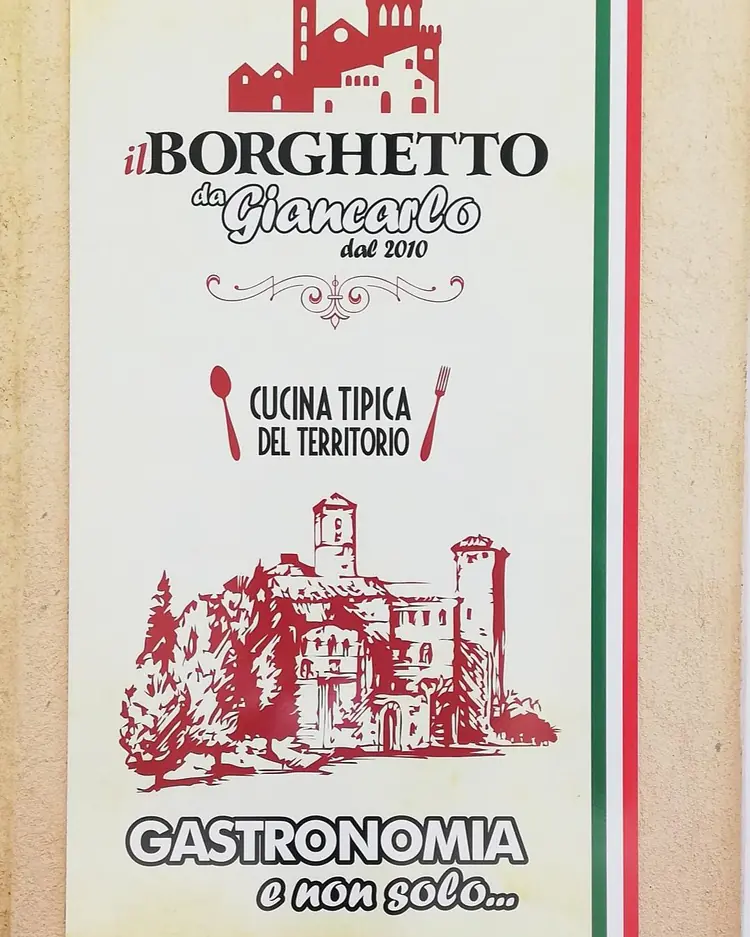 il BORGHETTO
da Giancarlo
dal 2010
CUCINA TIPICA
DEL TERRITORIO
GASTRONOMIA
e non solo...